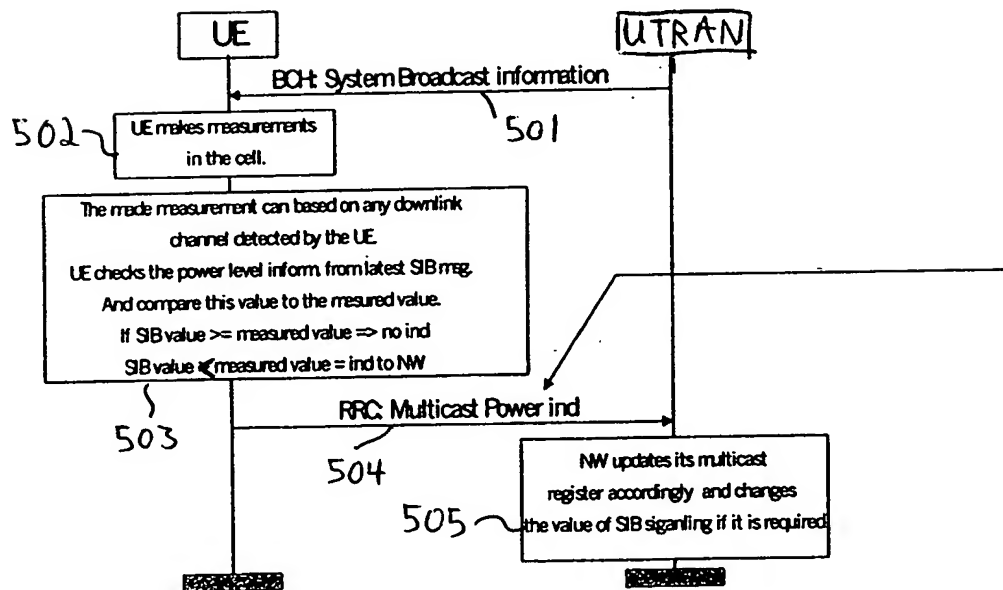 UE
UTRAN
BCH: System Broadcast information
501
502
UE makes measurements
in the cell.
The made measurement can based on any downlink
channel detected by the UE.
UE checks the power level inform. from latest SIB msg.
And compare this value to the mesured value.
If SIB value >= measured value => no ind
SIB value < measured value = ind to NW
503
RRC: Multicast Power ind
504
NW updates its multicast
register accordingly and changes
the value of SIB siganling if it is required.
505